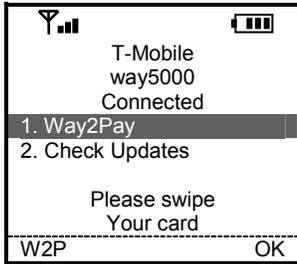 T-Mobile
way5000
Connected
1. Way2Pay
2. Check Updates
Please swipe
Your card
W2P OK